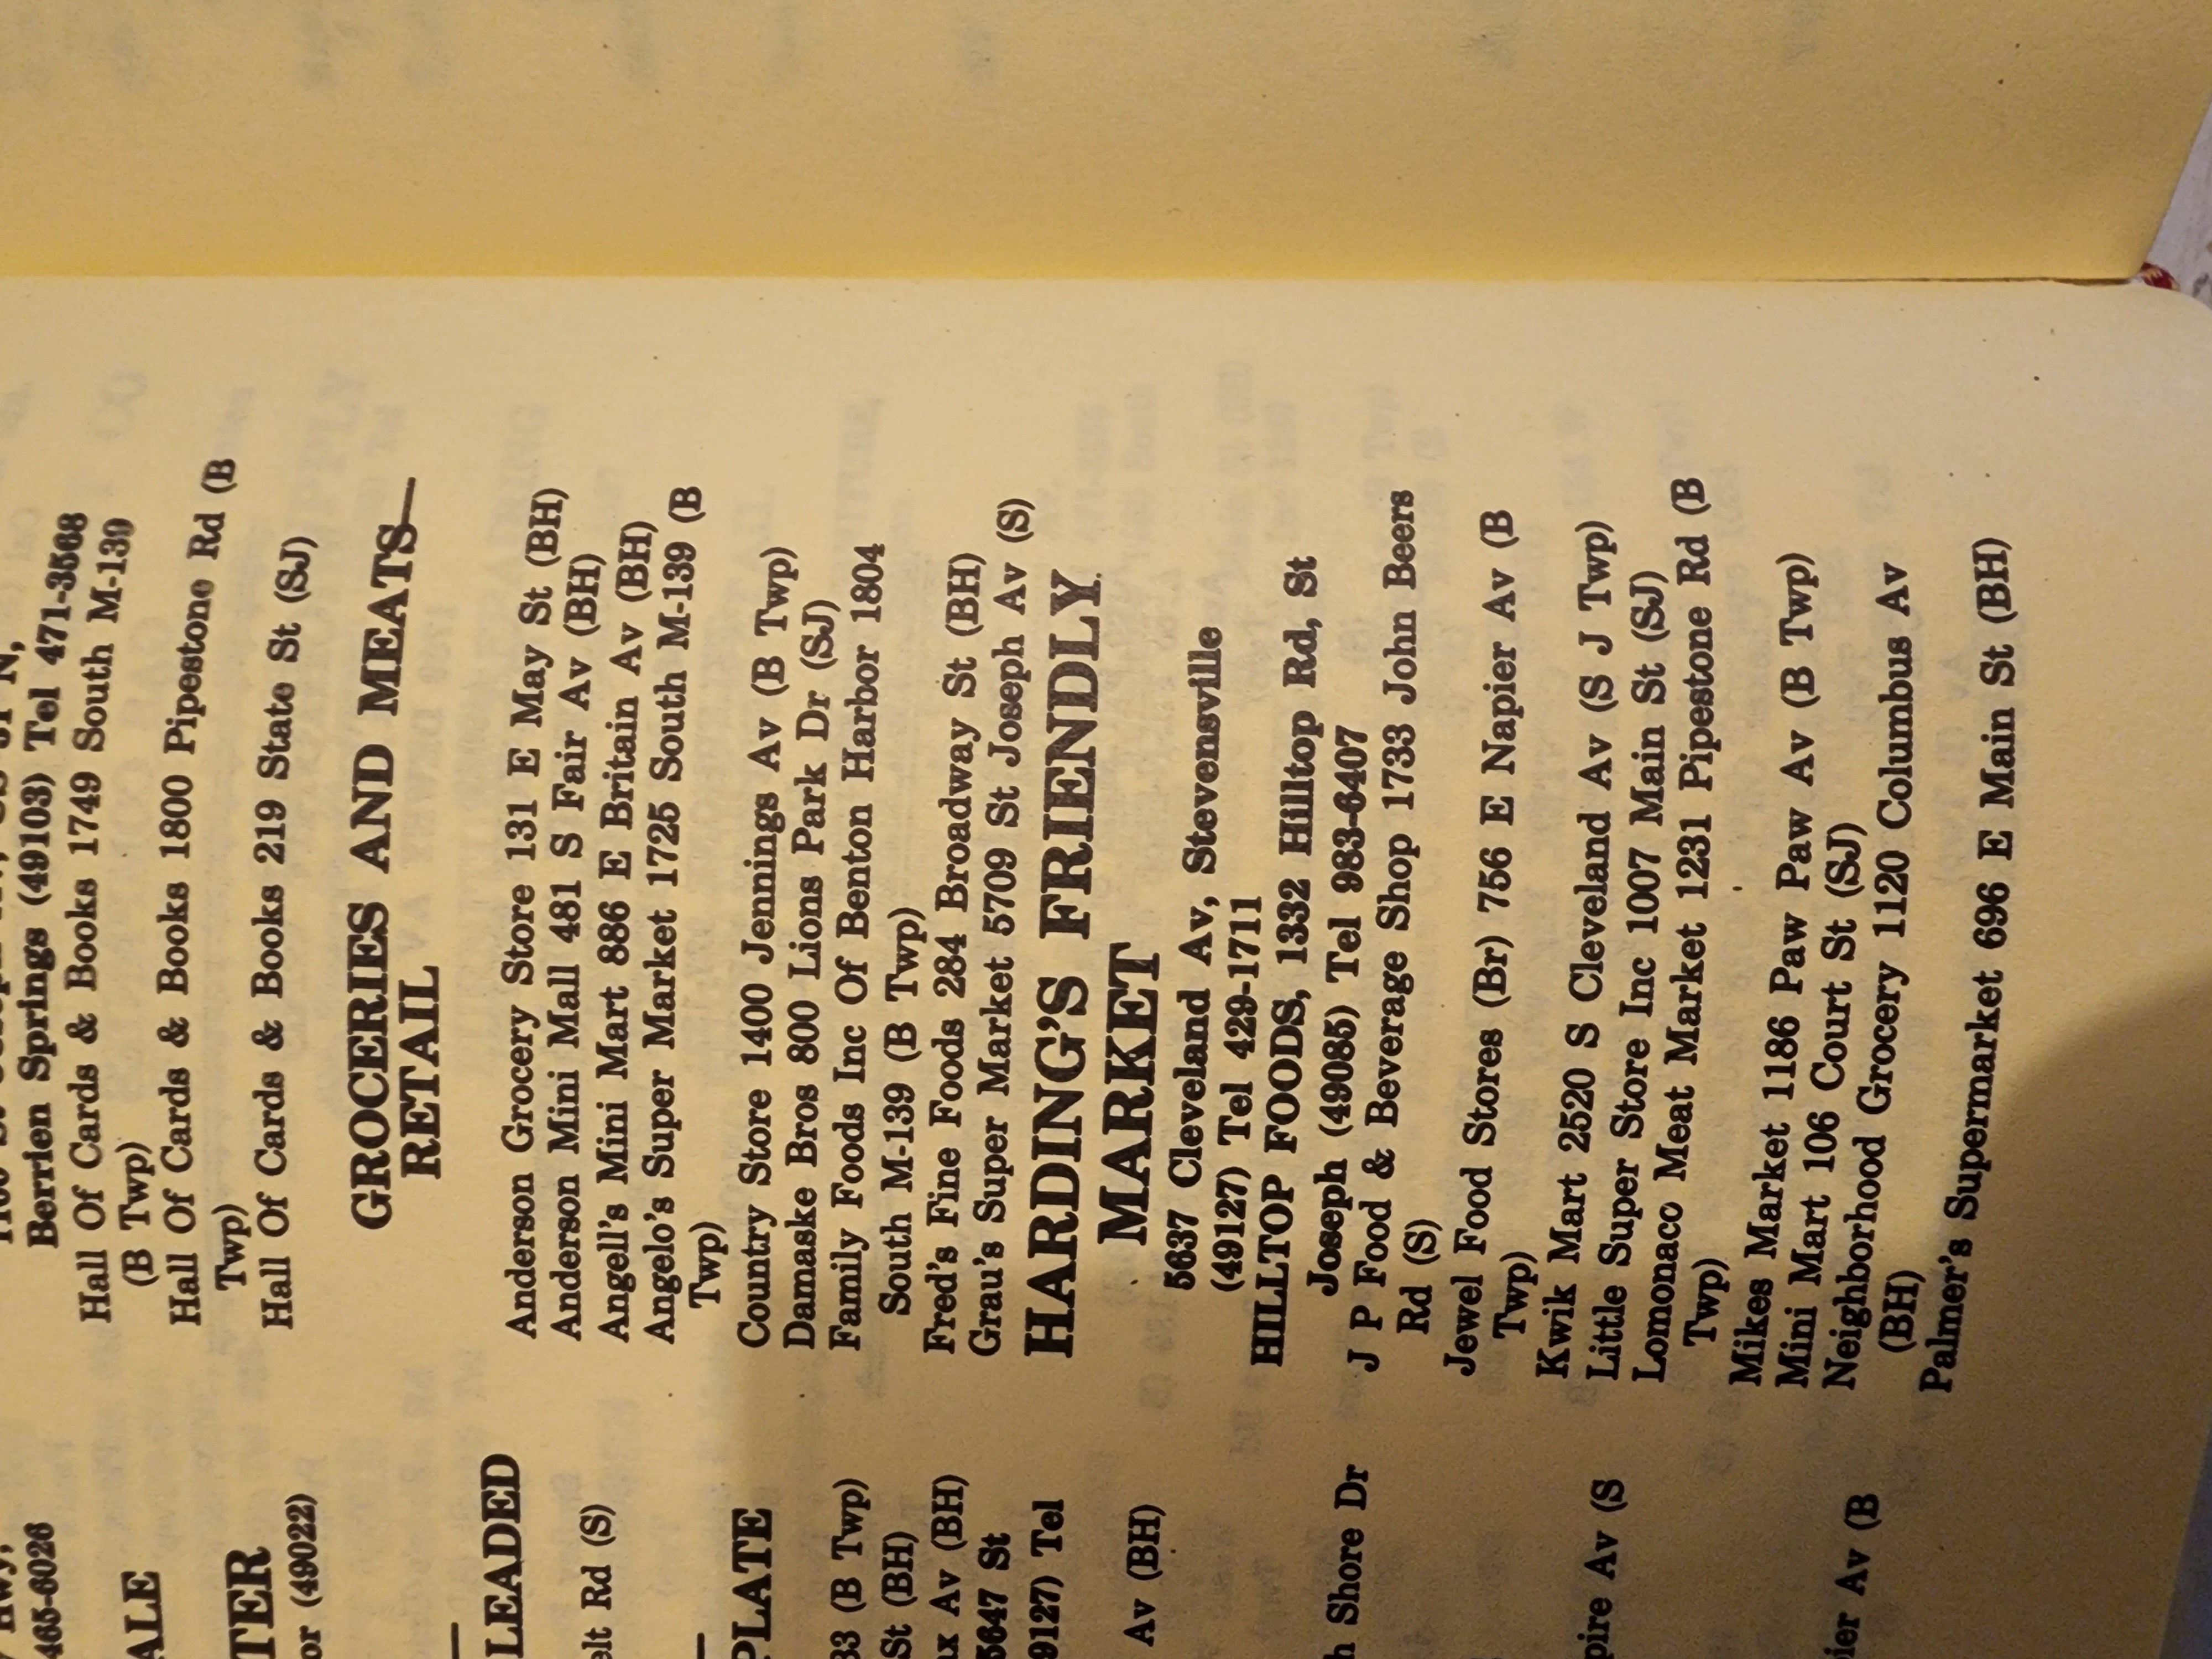 Hwy,
465-6026
ALE
TER
or (49022)
LEADED
elt Rd (S)
PLATE
33 (B Twp)
St (BH)
ux Av (BH)
5647 St
9127) Tel
Av (BH)
h Shore Dr
pire Av (S
ier Av (B
N,
Berrien Springs (49103) Tel 471-3568
Hall Of Cards & Books 1749 South M-139
(B Twp)
Hall Of Cards & Books 1800 Pipestone Rd (B
Twp)
Hall Of Cards & Books 219 State St (SJ)
GROCERIES AND MEATS—
RETAIL
Anderson Grocery Store 131 E May St (BH)
Anderson Mini Mall 481 S Fair Av (BH)
Angell's Mini Mart 886 E Britain Av (BH)
Angelo's Super Market 1725 South M-139 (B
Twp)
Country Store 1400 Jennings Av (B Twp)
Damaske Bros 800 Lions Park Dr (SJ)
Family Foods Inc Of Benton Harbor 1804
South M-139 (B Twp)
Fred's Fine Foods 284 Broadway St (BH)
Grau's Super Market 5709 St Joseph Av (S)
HARDING'S FRIENDLY
MARKET
5637 Cleveland Av, Stevensville
(49127) Tel 429-1711
HILLTOP FOODS, 1332 Hilltop Rd, St
Joseph (49085) Tel 983-6407
J P Food & Beverage Shop 1733 John Beers
Rd (S)
Jewel Food Stores (Br) 756 E Napier Av (B
Twp)
Kwik Mart 2520 S Cleveland Av (S J Twp)
Little Super Store Inc 1007 Main St (SJ)
Lomonaco Meat Market 1231 Pipestone Rd (B
Twp)
Mikes Market 1186 Paw Paw Av (B Twp)
Mini Mart 106 Court St (SJ)
Neighborhood Grocery 1120 Columbus Av
(BH)
Palmer's Supermarket 696 E Main St (BH)